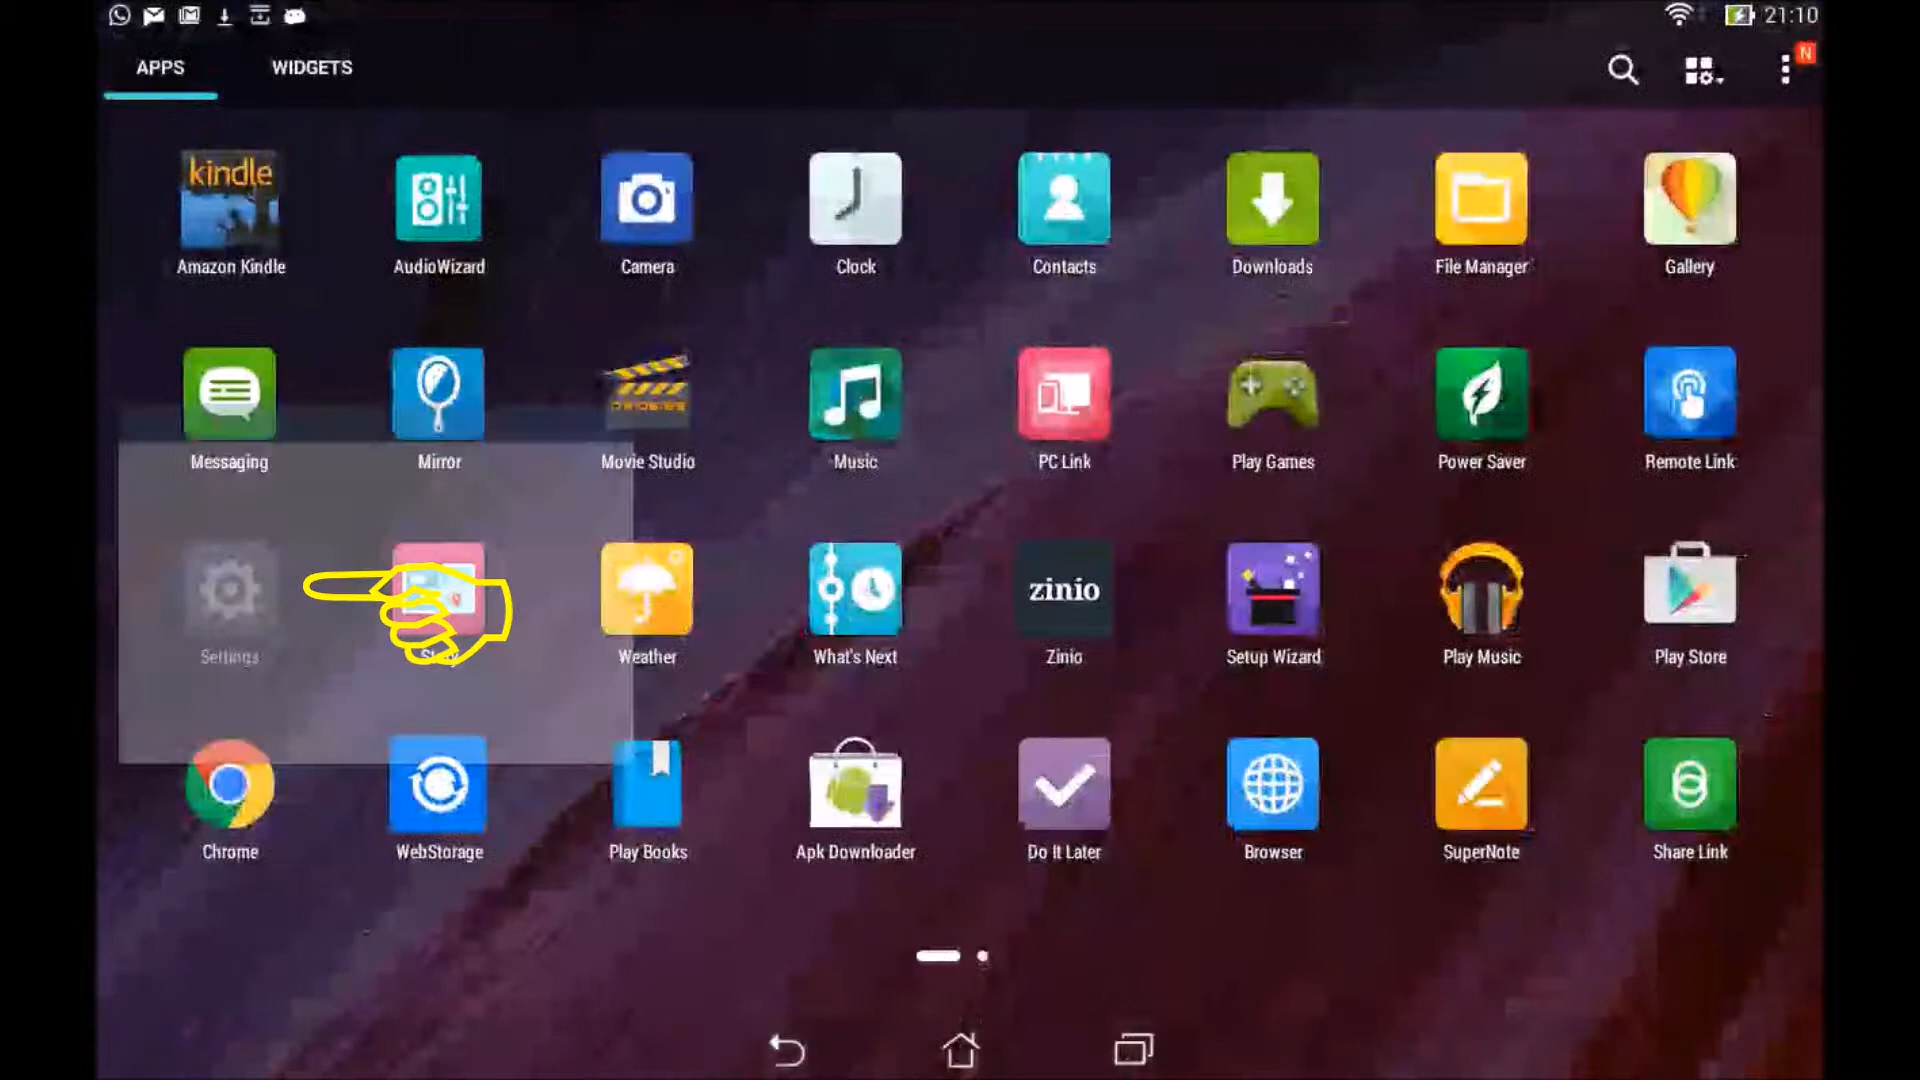 21:10
APPS WIDGETS
N
kindle
Amazon Kindle AudioWizard Camera Clock Contacts Downloads File Manager Gallery
Messaging Mirror Movie Studio Music PC Link Play Games Power Saver Remote Link
zinio
Settings Story Weather What's Next Zinio Setup Wizard Play Music Play Store
Chrome WebStorage Play Books Apk Downloader Do It Later Browser SuperNote Share Link